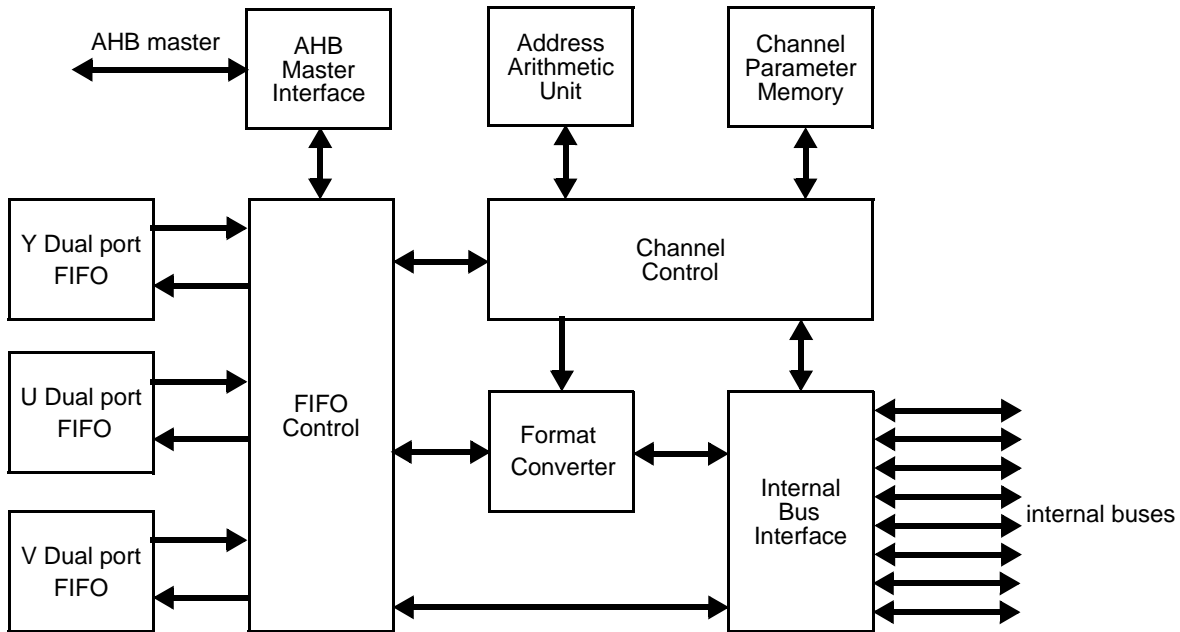 AHB master
AHB
Master
Interface
Address
Arithmetic
Unit
Channel
Parameter
Memory
Y Dual port
FIFO
Channel
Control
U Dual port
FIFO
FIFO
Control
Format
Converter
Internal
Bus
Interface
internal buses
V Dual port
FIFO